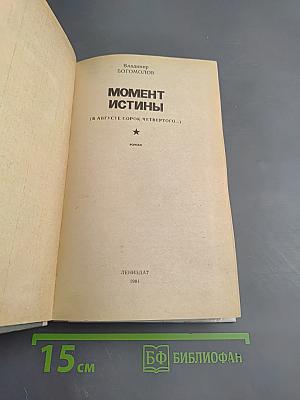 Владимир
БОГОМОЛОВ
МОМЕНТ
ИСТИНЫ
(В АВГУСТЕ СОРОК ЧЕТВЕРТОГО...)
РОМАН
ЛЕНИЗДАТ
1981
15 см
БФ БИБЛИОФАН